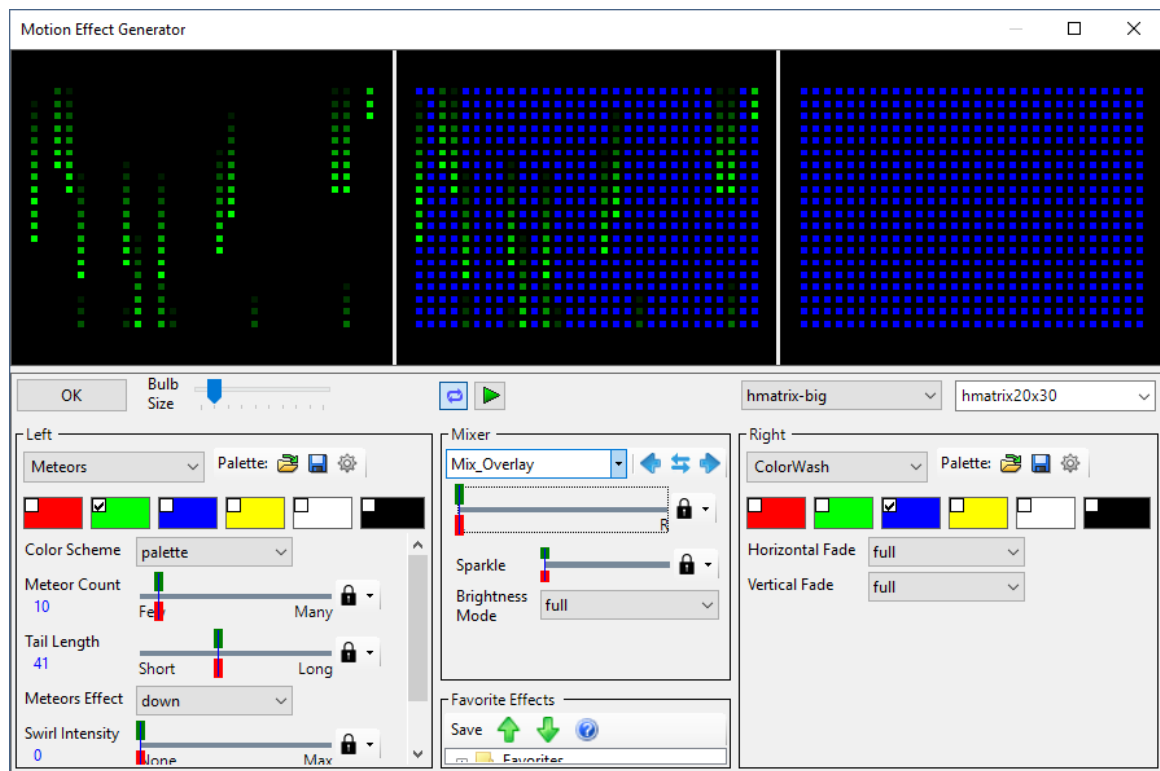 Motion Effect Generator
OK
Bulb
Size
hmatrix-big
hmatrix20x30
Left
Meteors
Palette:
Color Scheme
palette
Meteor Count
10
Few
Many
Tail Length
41
Short
Long
Meteors Effect
down
Swirl Intensity
0
None
Max
Mixer
Mix_Overlay
R
Sparkle
Brightness
Mode
full
Favorite Effects
Save
Favorites
Right
ColorWash
Palette:
Horizontal Fade
full
Vertical Fade
full